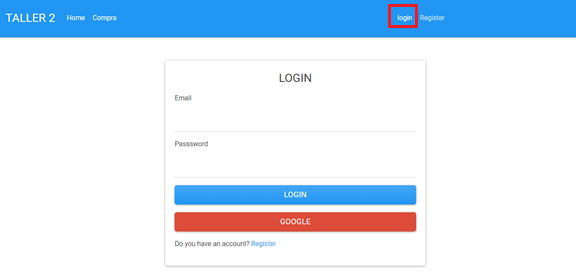 TALLER 2 Home Compra login Register
LOGIN
Email
Passsword
LOGIN
GOOGLE
Do you have an account? Register